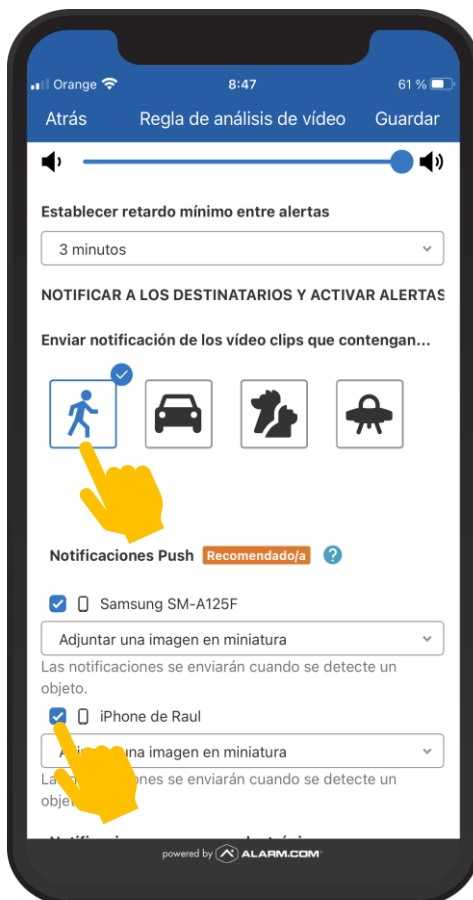 Orange 8:47 61 %
Atrás Regla de análisis de vídeo Guardar
Establecer retardo mínimo entre alertas
3 minutos
NOTIFICAR A LOS DESTINATARIOS Y ACTIVAR ALERTAS
Enviar notificación de los vídeo clips que contengan...
Notificaciones Push Recomendado/a ?
Samsung SM-A125F
Adjuntar una imagen en miniatura
Las notificaciones se enviarán cuando se detecte un
objeto.
iPhone de Raul
una imagen en miniatura
se enviarán cuando se detecte un
powered by ALARM.COM